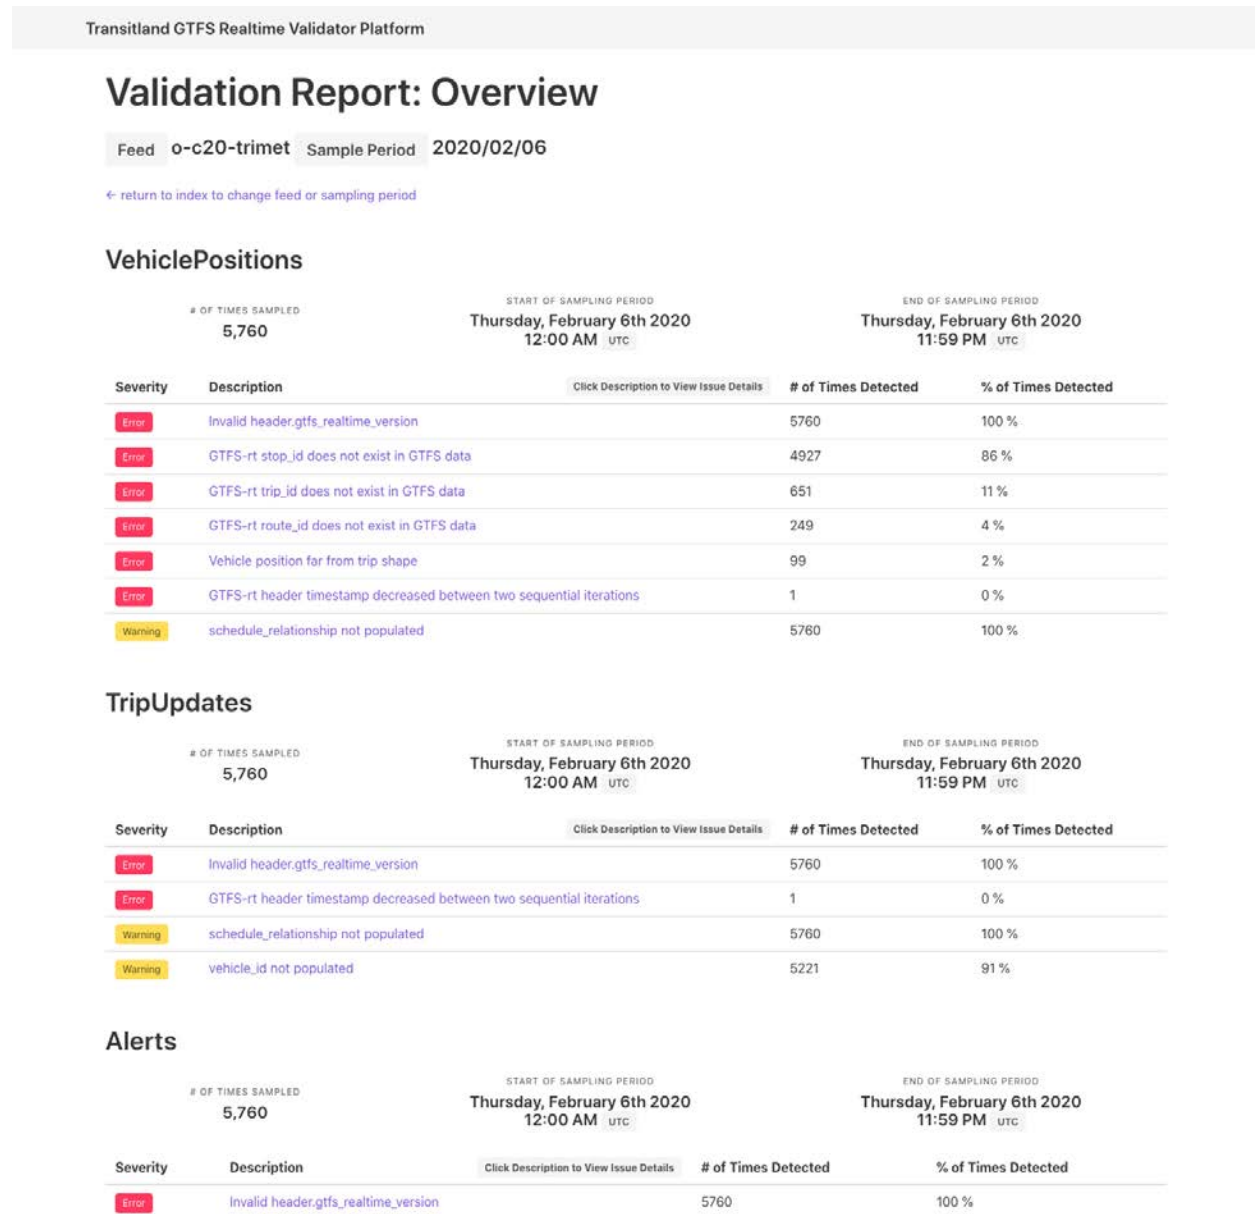 Transitland GTFS Realtime Validator Platform
Validation Report: Overview
Feed o-c20-trimet Sample Period 2020/02/06
← return to index to change feed or sampling period
VehiclePositions
# OF TIMES SAMPLED
5,760
START OF SAMPLING PERIOD
Thursday, February 6th 2020
12:00 AM UTC
END OF SAMPLING PERIOD
Thursday, February 6th 2020
11:59 PM UTC
Severity Description Click Description to View Issue Details # of Times Detected % of Times Detected
Error Invalid header.gtfs_realtime_version 5760 100 %
Error GTFS-rt stop_id does not exist in GTFS data 4927 86 %
Error GTFS-rt trip_id does not exist in GTFS data 651 11 %
Error GTFS-rt route_id does not exist in GTFS data 249 4 %
Error Vehicle position far from trip shape 99 2 %
Error GTFS-rt header timestamp decreased between two sequential iterations 1 0 %
Warning schedule_relationship not populated 5760 100 %
TripUpdates
# OF TIMES SAMPLED
5,760
START OF SAMPLING PERIOD
Thursday, February 6th 2020
12:00 AM UTC
END OF SAMPLING PERIOD
Thursday, February 6th 2020
11:59 PM UTC
Severity Description Click Description to View Issue Details # of Times Detected % of Times Detected
Error Invalid header.gtfs_realtime_version 5760 100 %
Error GTFS-rt header timestamp decreased between two sequential iterations 1 0 %
Warning schedule_relationship not populated 5760 100 %
Warning vehicle_id not populated 5221 91 %
Alerts
# OF TIMES SAMPLED
5,760
START OF SAMPLING PERIOD
Thursday, February 6th 2020
12:00 AM UTC
END OF SAMPLING PERIOD
Thursday, February 6th 2020
11:59 PM UTC
Severity Description Click Description to View Issue Details # of Times Detected % of Times Detected
Error Invalid header.gtfs_realtime_version 5760 100 %